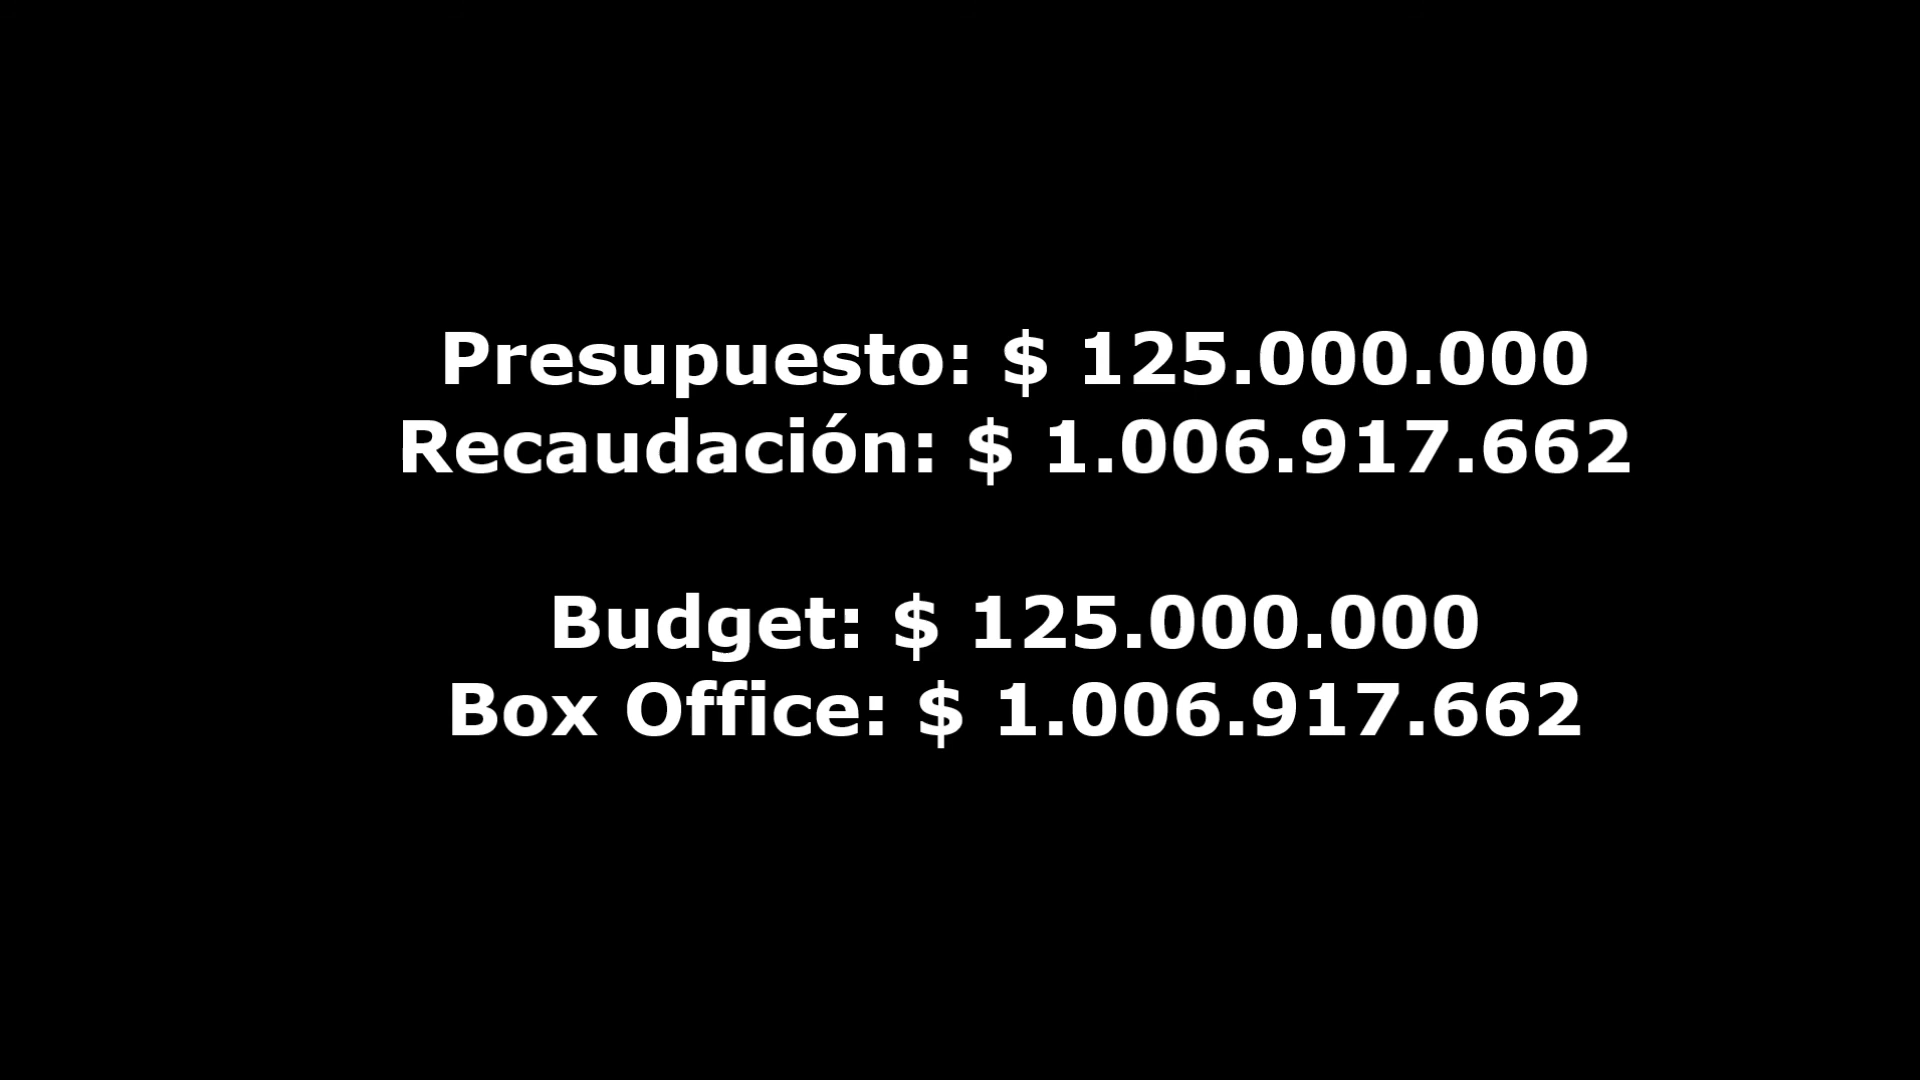 Presupuesto: $ 125.000.000
Recaudación: $ 1.006.917.662
Budget: $ 125.000.000
Box Office: $ 1.006.917.662